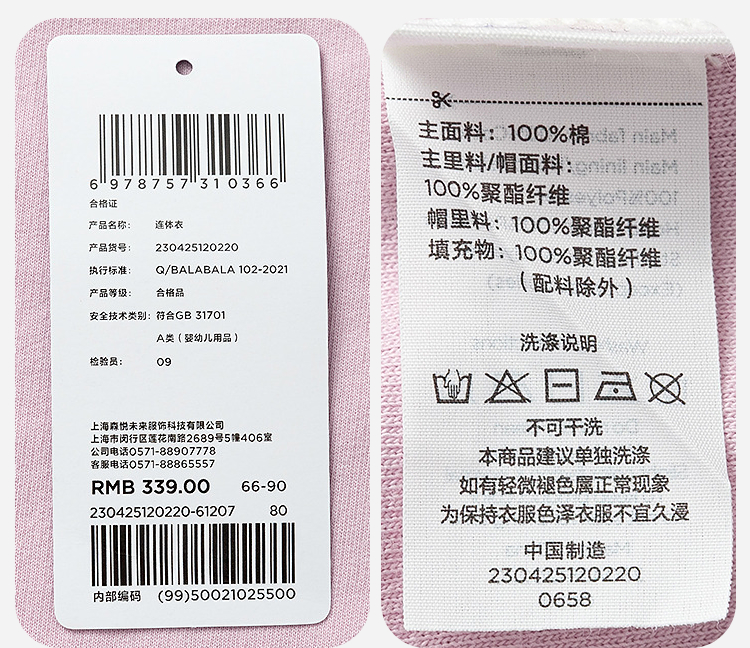 6 978757 310366
合格证
产品名称: 连体衣
产品货号: 230425120220
执行标准: Q/BALABALA 102-2021
产品等级: 合格品
安全技术类别: 符合GB 31701
A类（婴幼儿用品）
检验员: 09
上海森悦未来服饰科技有限公司
上海市闵行区莲花南路2689号5幢406室
公司电话0571-88907778
客服电话0571-88865557
RMB 339.00 66-90
230425120220-61207 80
内部编码 (99)50021025500
主面料: 100%棉
主里料/帽面料:
100%聚酯纤维
帽里料: 100%聚酯纤维
填充物: 100%聚酯纤维
（配料除外）
洗涤说明
不可干洗
本商品建议单独洗涤
如有轻微褪色属正常现象
为保持衣服色泽衣服不宜久浸
中国制造
230425120220
0658